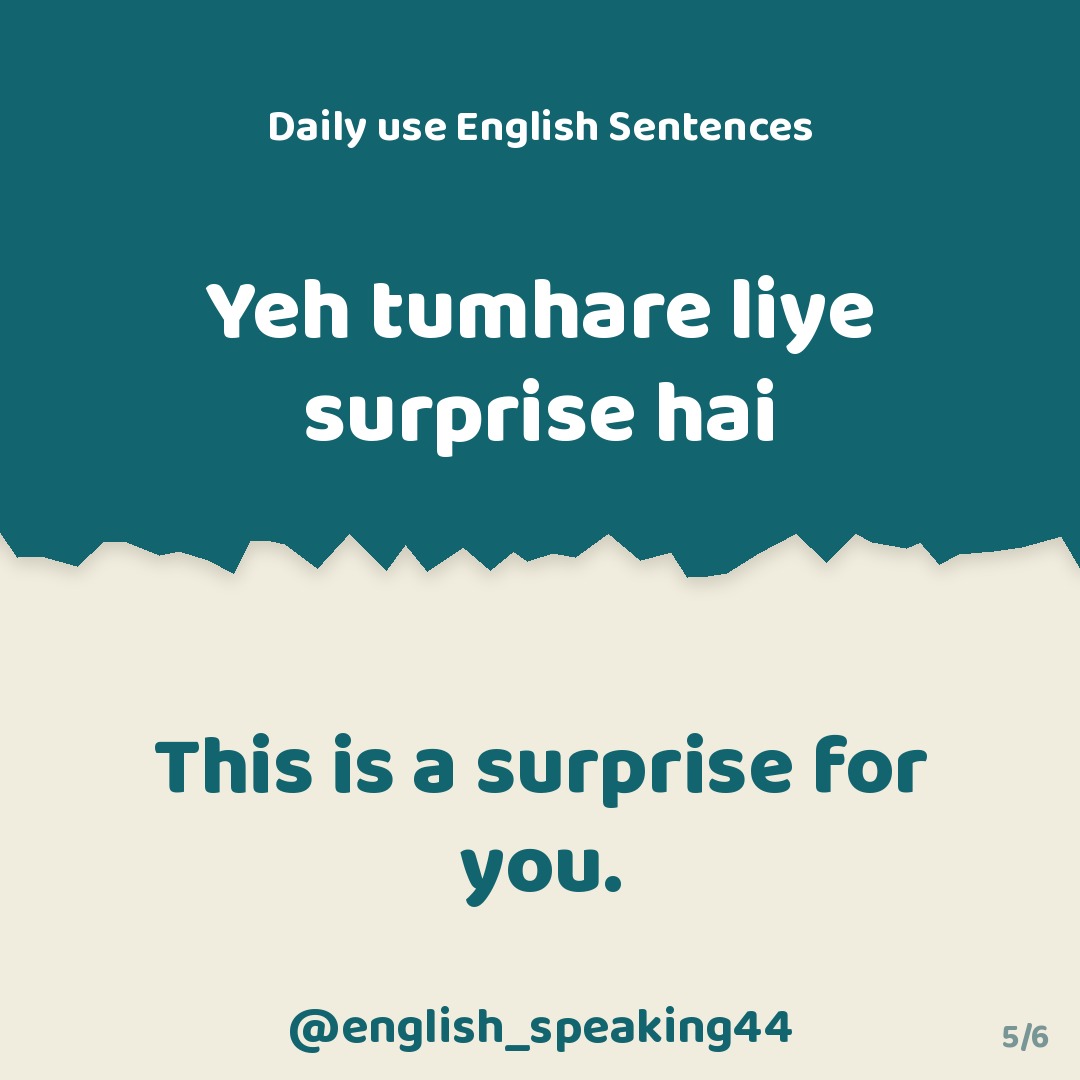 Daily use English Sentences
Yeh tumhare liye
surprise hai
This is a surprise for
you.
@english_speaking44
5/6